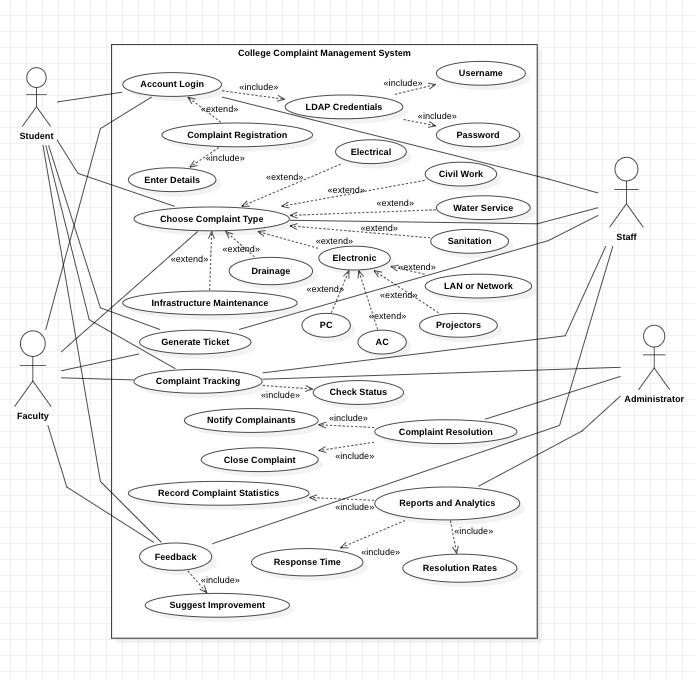 College Complaint Management System
Username
Account Login
«include»
«include»
LDAP Credentials
«extend»
«include»
Student
Complaint Registration
Password
«include»
Electrical
Enter Details
«extend»
Civil Work
«extend»
Water Service
Choose Complaint Type
«extend»
Staff
«extend»
Sanitation
«extend»
«extend»
Electronic
Drainage
«extend»
LAN or Network
«extend»
«extend»
Infrastructure Maintenance
«extend»
PC
Projectors
Generate Ticket
AC
Complaint Tracking
Check Status
«include»
Administrator
Faculty
Notify Complainants
«include»
Complaint Resolution
Close Complaint
«include»
Record Complaint Statistics
Reports and Analytics
«include»
«include»
Feedback
«include»
Response Time
Resolution Rates
«include»
Suggest Improvement